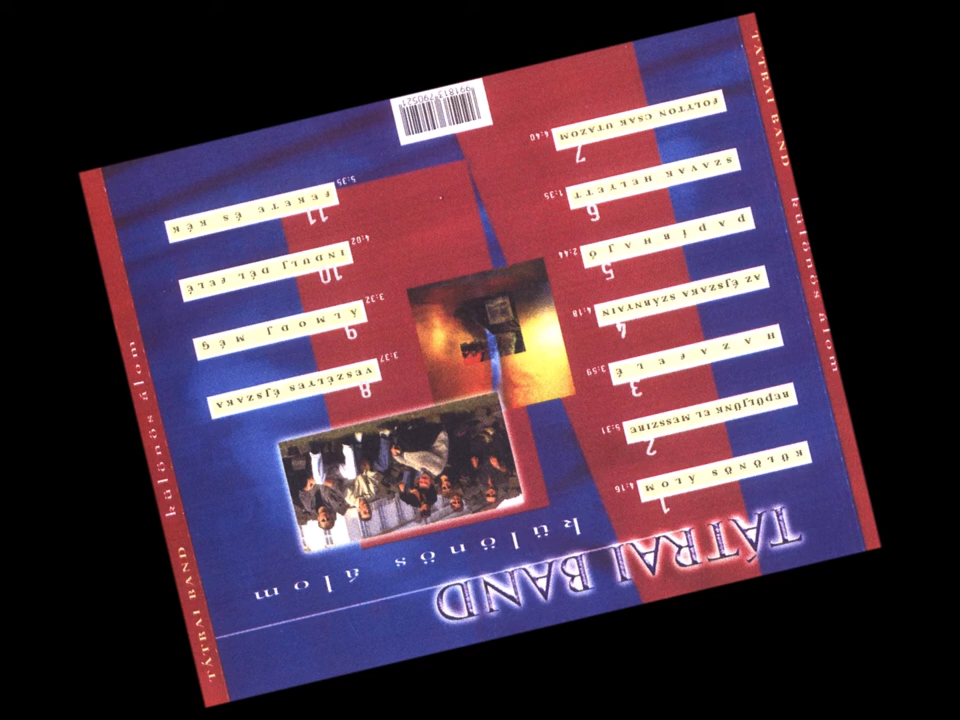 TÁTRAI BAND
különös álom
1 KÜLÖNÖS ÁLOM 4:16
2 REPÜLJÜNK EL MESSZIRE 5:31
3 HAZAFELÉ 3:59
4 AZ ÉJSZAKA SZÁRNYAIN 4:18
5 PAPÍRHAJÓ 2:44
6 SZAVAK HELYETT 1:35
7 FOLYTON CSAK UTAZOM 4:40
8 VESZÉLYES ÉJSZAKA 3:37
9 ÁLMODJ MÉG 3:32
10 INDULJ DÉL FELÉ 4:02
11 FEKETE ÉS KÉK 5:35
991813790521
TÁTRAI BAND különös álom
TÁTRAI BAND különös álom